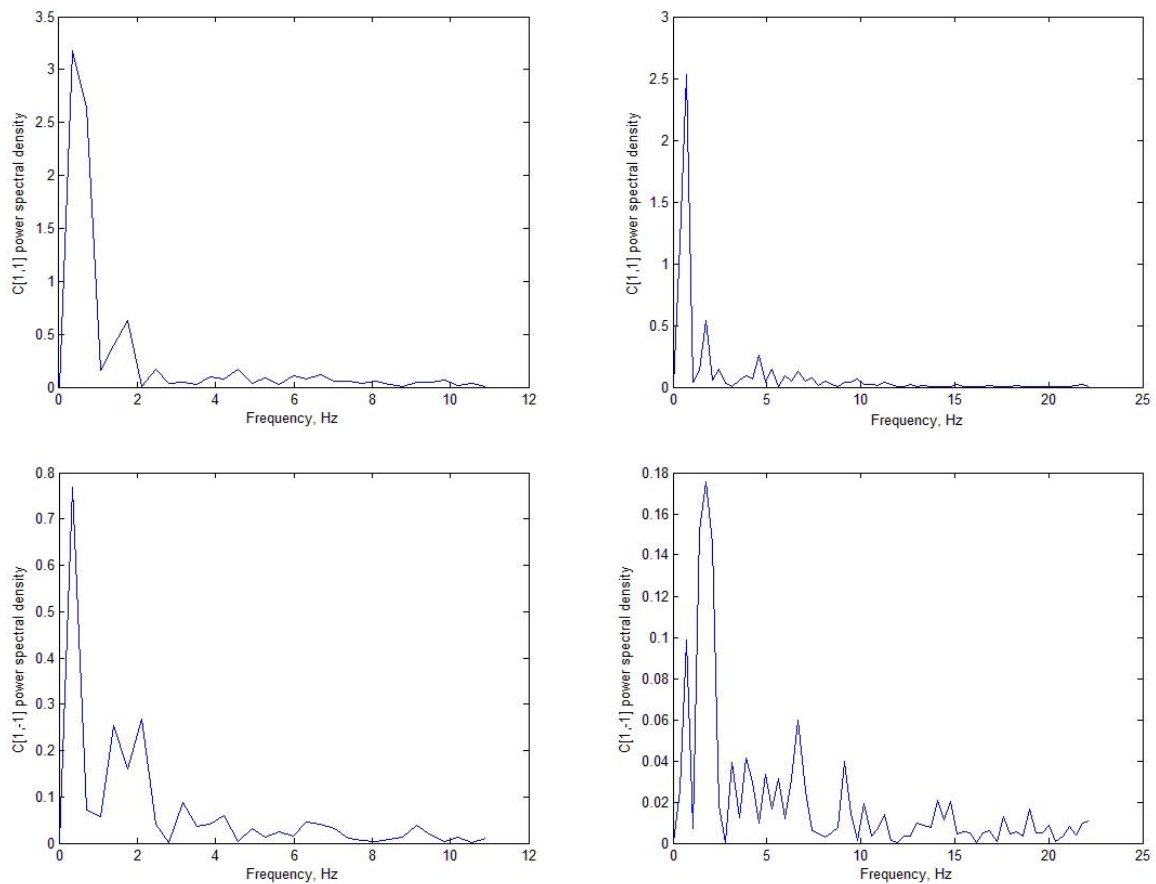 3.5
3
2.5
2
1.5
1
0.5
0
0 2 4 6 8 10 12
C[1,1] power spectral density
Frequency, Hz
3
2.5
2
1.5
1
0.5
0
0 5 10 15 20 25
C[1,1] power spectral density
Frequency, Hz
0.8
0.7
0.6
0.5
0.4
0.3
0.2
0.1
0
0 2 4 6 8 10 12
C[1,-1] power spectral density
Frequency, Hz
0.18
0.16
0.14
0.12
0.1
0.08
0.06
0.04
0.02
0
0 5 10 15 20 25
C[1,-1] power spectral density
Frequency, Hz